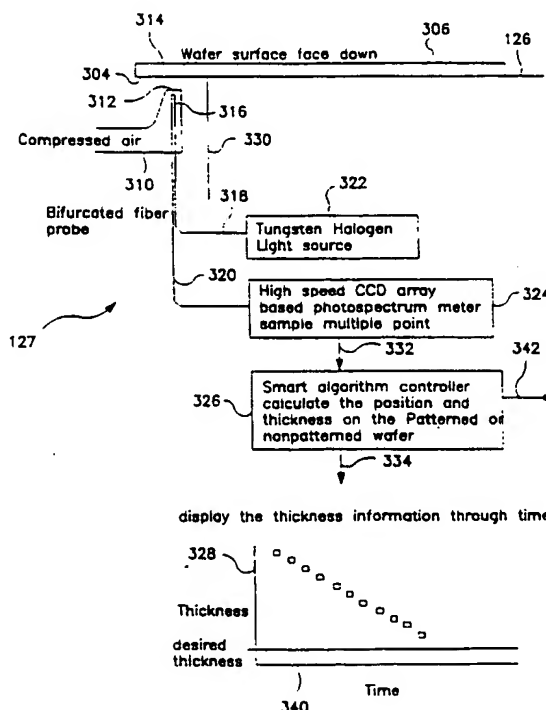 314
Wafer surface face down
306
126
304
312
316
Compressed air
330
310
322
318
Bifurcated fiber
probe
Tungsten Halogen
Light source
320
High speed CCD array
based photospectrum meter
sample multiple point
324
127
332
342
326
Smart algorithm controller
calculate the position and
thickness on the Patterned or
nonpatterned wafer
334
display the thickness information through time
328
Thickness
desired
thickness
340
Time